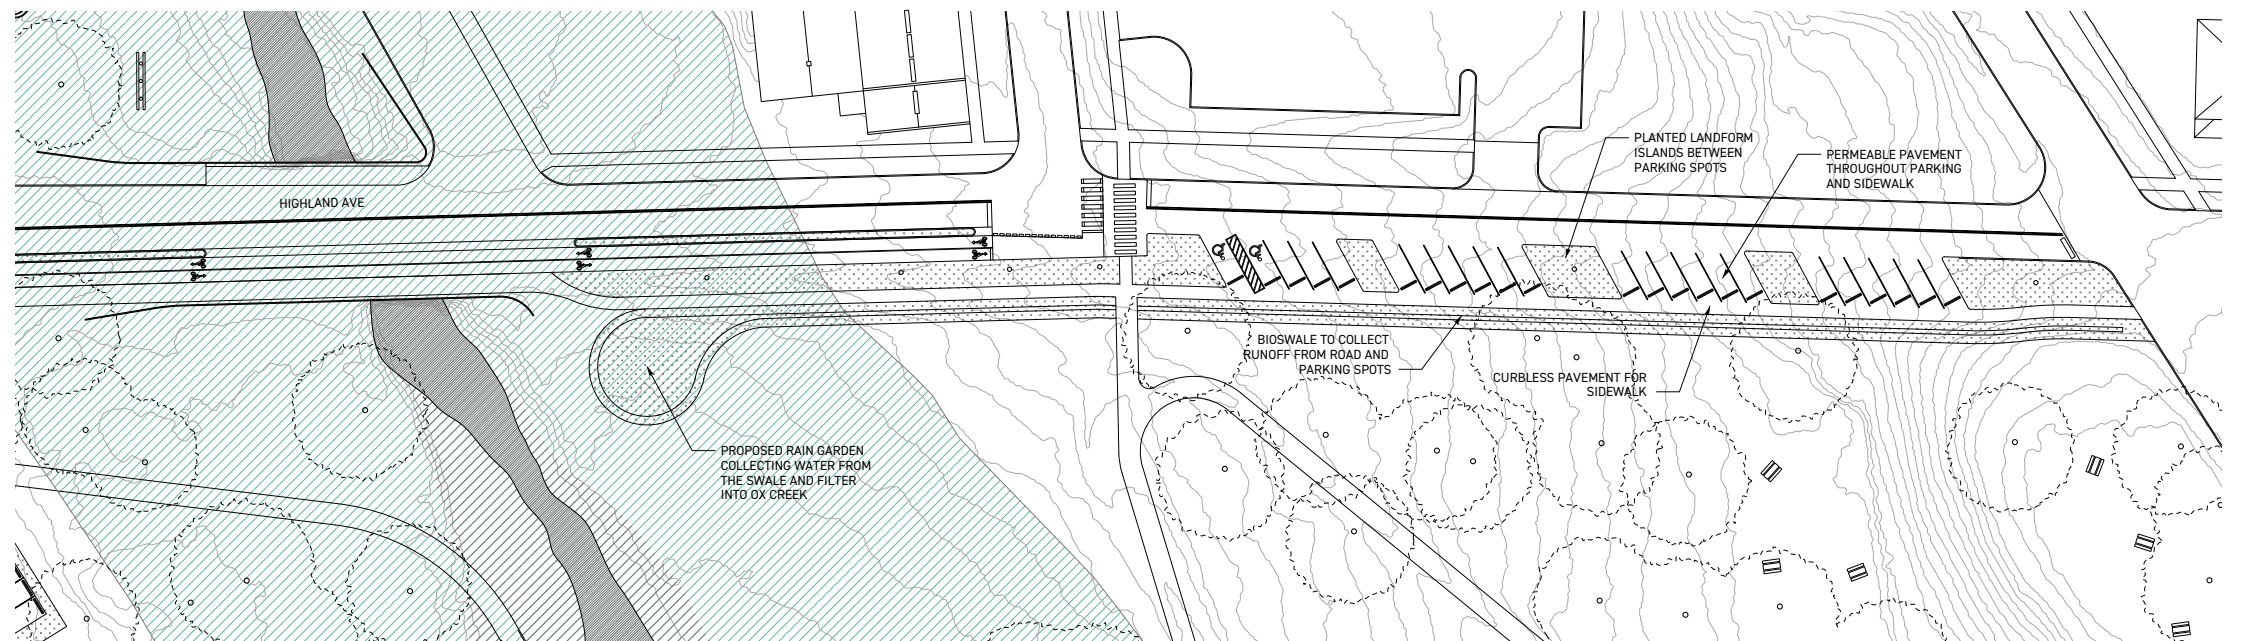 HIGHLAND AVE
PLANTED LANDFORM
ISLANDS BETWEEN
PARKING SPOTS
PERMEABLE PAVEMENT
THROUGHOUT PARKING
AND SIDEWALK
BIOSWALE TO COLLECT
RUNOFF FROM ROAD AND
PARKING SPOTS
CURBLESS PAVEMENT FOR
SIDEWALK
PROPOSED RAIN GARDEN
COLLECTING WATER FROM
THE SWALE AND FILTER
INTO OX CREEK